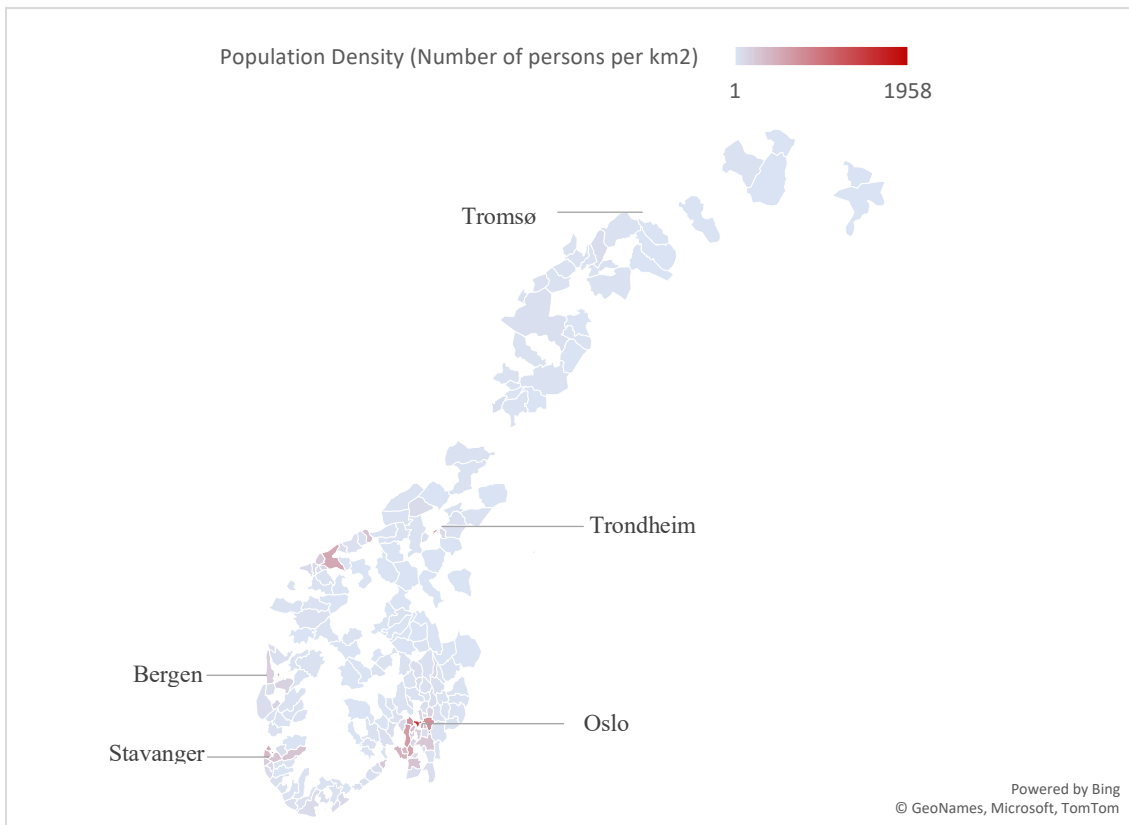 Population Density (Number of persons per km2)
1 1958
Tromsø
Trondheim
Bergen
Oslo
Stavanger
Powered by Bing
© GeoNames, Microsoft, TomTom